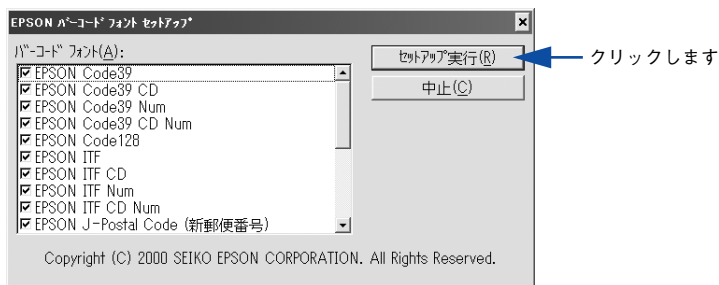 EPSON ﾊﾞｰｺｰﾄﾞ ﾌｫﾝﾄ ｾｯﾄｱｯﾌﾟ
ﾊﾞｰｺｰﾄﾞ ﾌｫﾝﾄ(A):
EPSON Code39
EPSON Code39 CD
EPSON Code39 Num
EPSON Code39 CD Num
EPSON Code128
EPSON ITF
EPSON ITF CD
EPSON ITF Num
EPSON ITF CD Num
EPSON J-Postal Code (新郵便番号)
ｾｯﾄｱｯﾌﾟ実行(R)
クリックします
中止(C)
Copyright (C) 2000 SEIKO EPSON CORPORATION. All Rights Reserved.